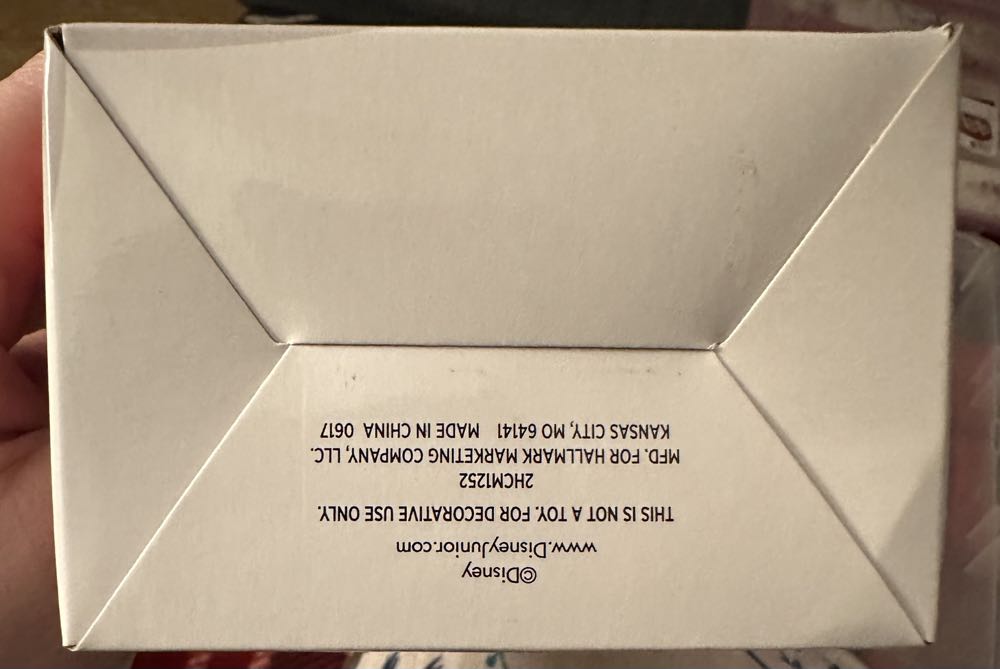 ©Disney
www.DisneyJunior.com
THIS IS NOT A TOY. FOR DECORATIVE USE ONLY.
2HCM1252
MFD. FOR HALLMARK MARKETING COMPANY, LLC.
KANSAS CITY, MO 64141 MADE IN CHINA 0617